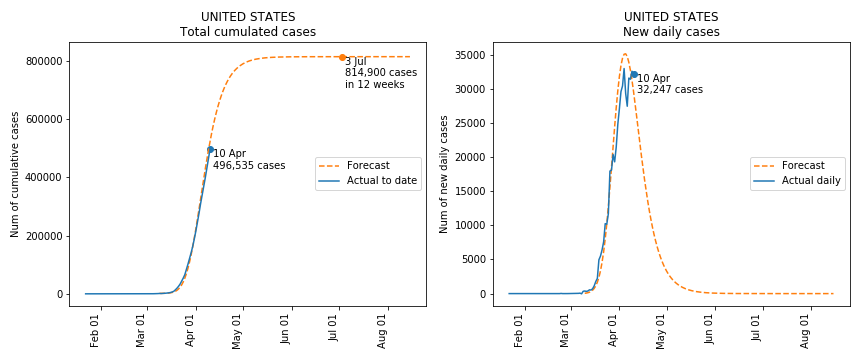 UNITED STATES
Total cumulated cases
Num of cumulative cases
800000
600000
400000
200000
0
3 Jul
814,900 cases
in 12 weeks
10 Apr
496,535 cases
Forecast
Actual to date
Feb 01
Mar 01
Apr 01
May 01
Jun 01
Jul 01
Aug 01
UNITED STATES
New daily cases
Num of new daily cases
35000
30000
25000
20000
15000
10000
5000
0
10 Apr
32,247 cases
Forecast
Actual daily
Feb 01
Mar 01
Apr 01
May 01
Jun 01
Jul 01
Aug 01